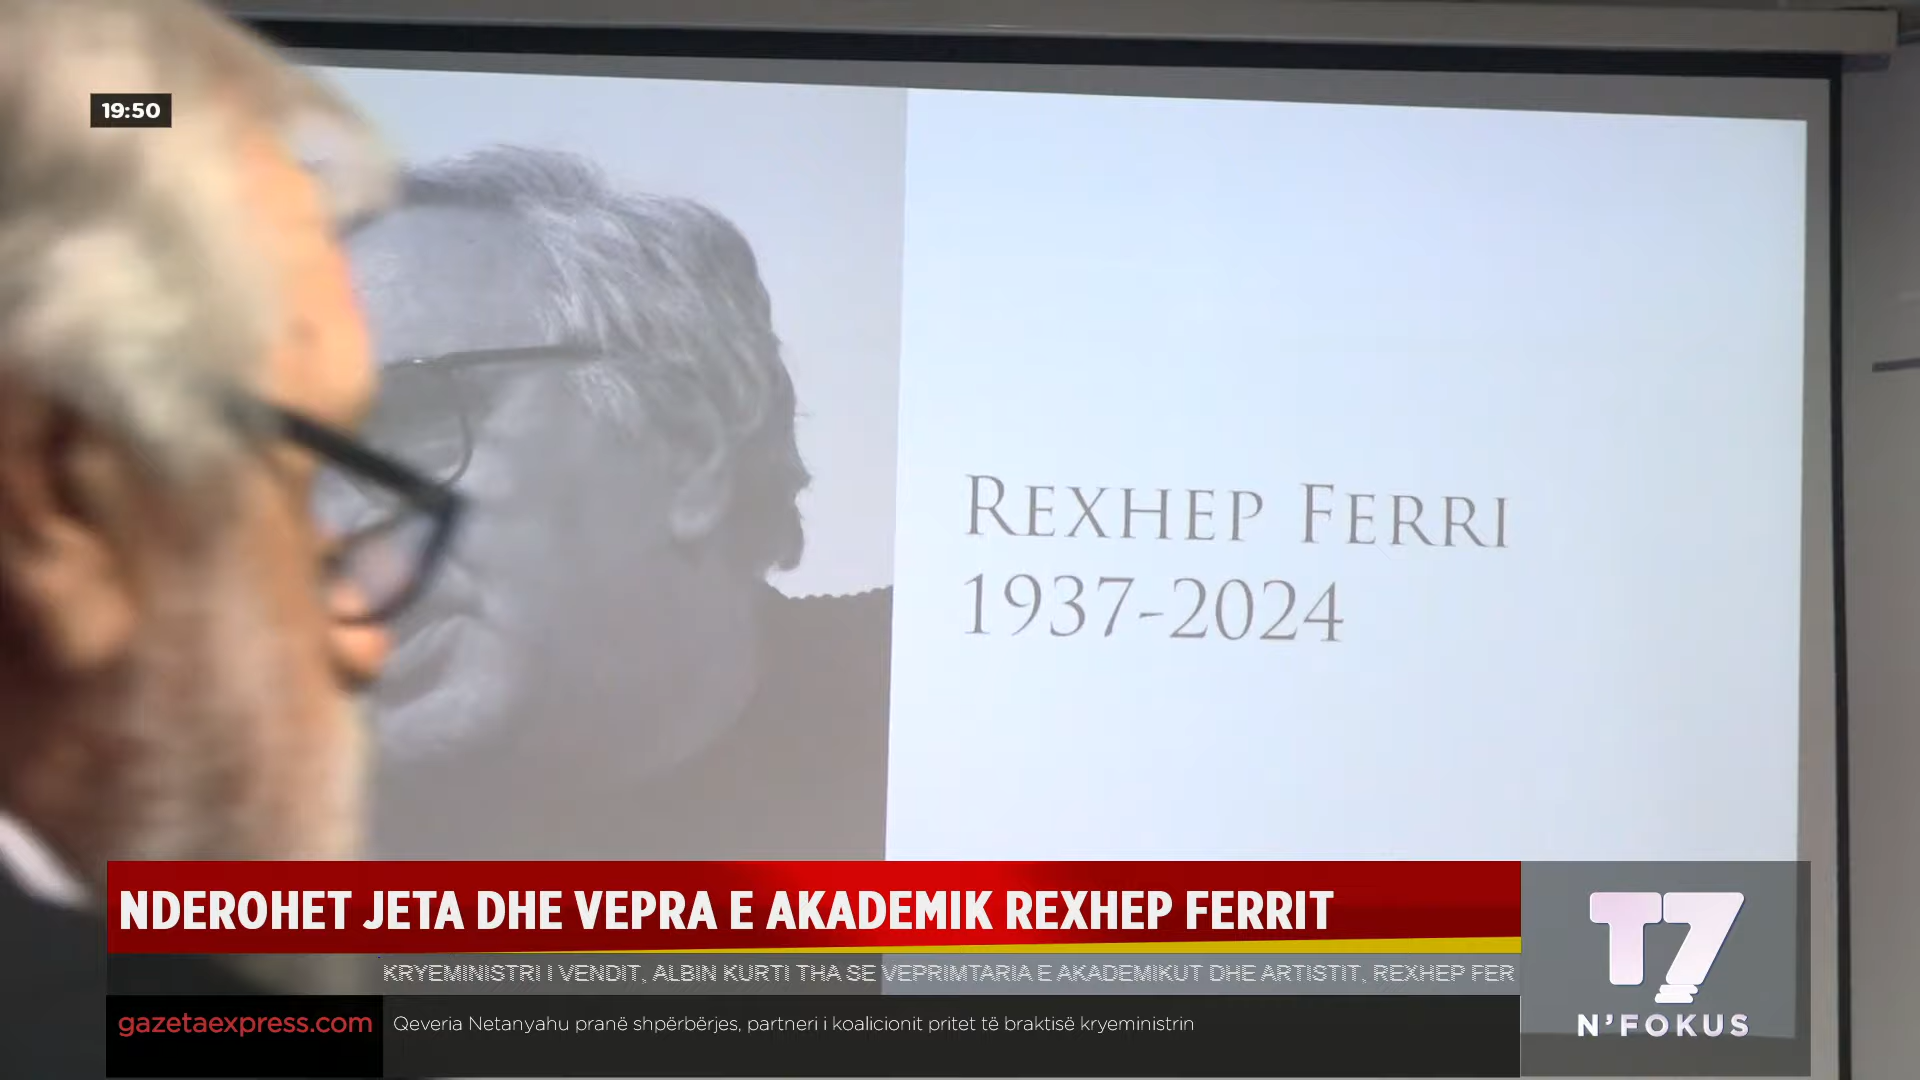 19:50
REXHEP FERRI
1937-2024
NDEROHET JETA DHE VEPRA E AKADEMIK REXHEP FERRIT
KRYEMINISTRI I VENDIT, ALBIN KURTI THA SE VEPRIMTARIA E AKADEMIKUT DHE ARTISTIT, REXHEP FER
gazetaexpress.com
Qeveria Netanyahu pranë shpërbërjes, partneri i koalicionit pritet të braktisë kryeministrin
T7
N'FOKUS